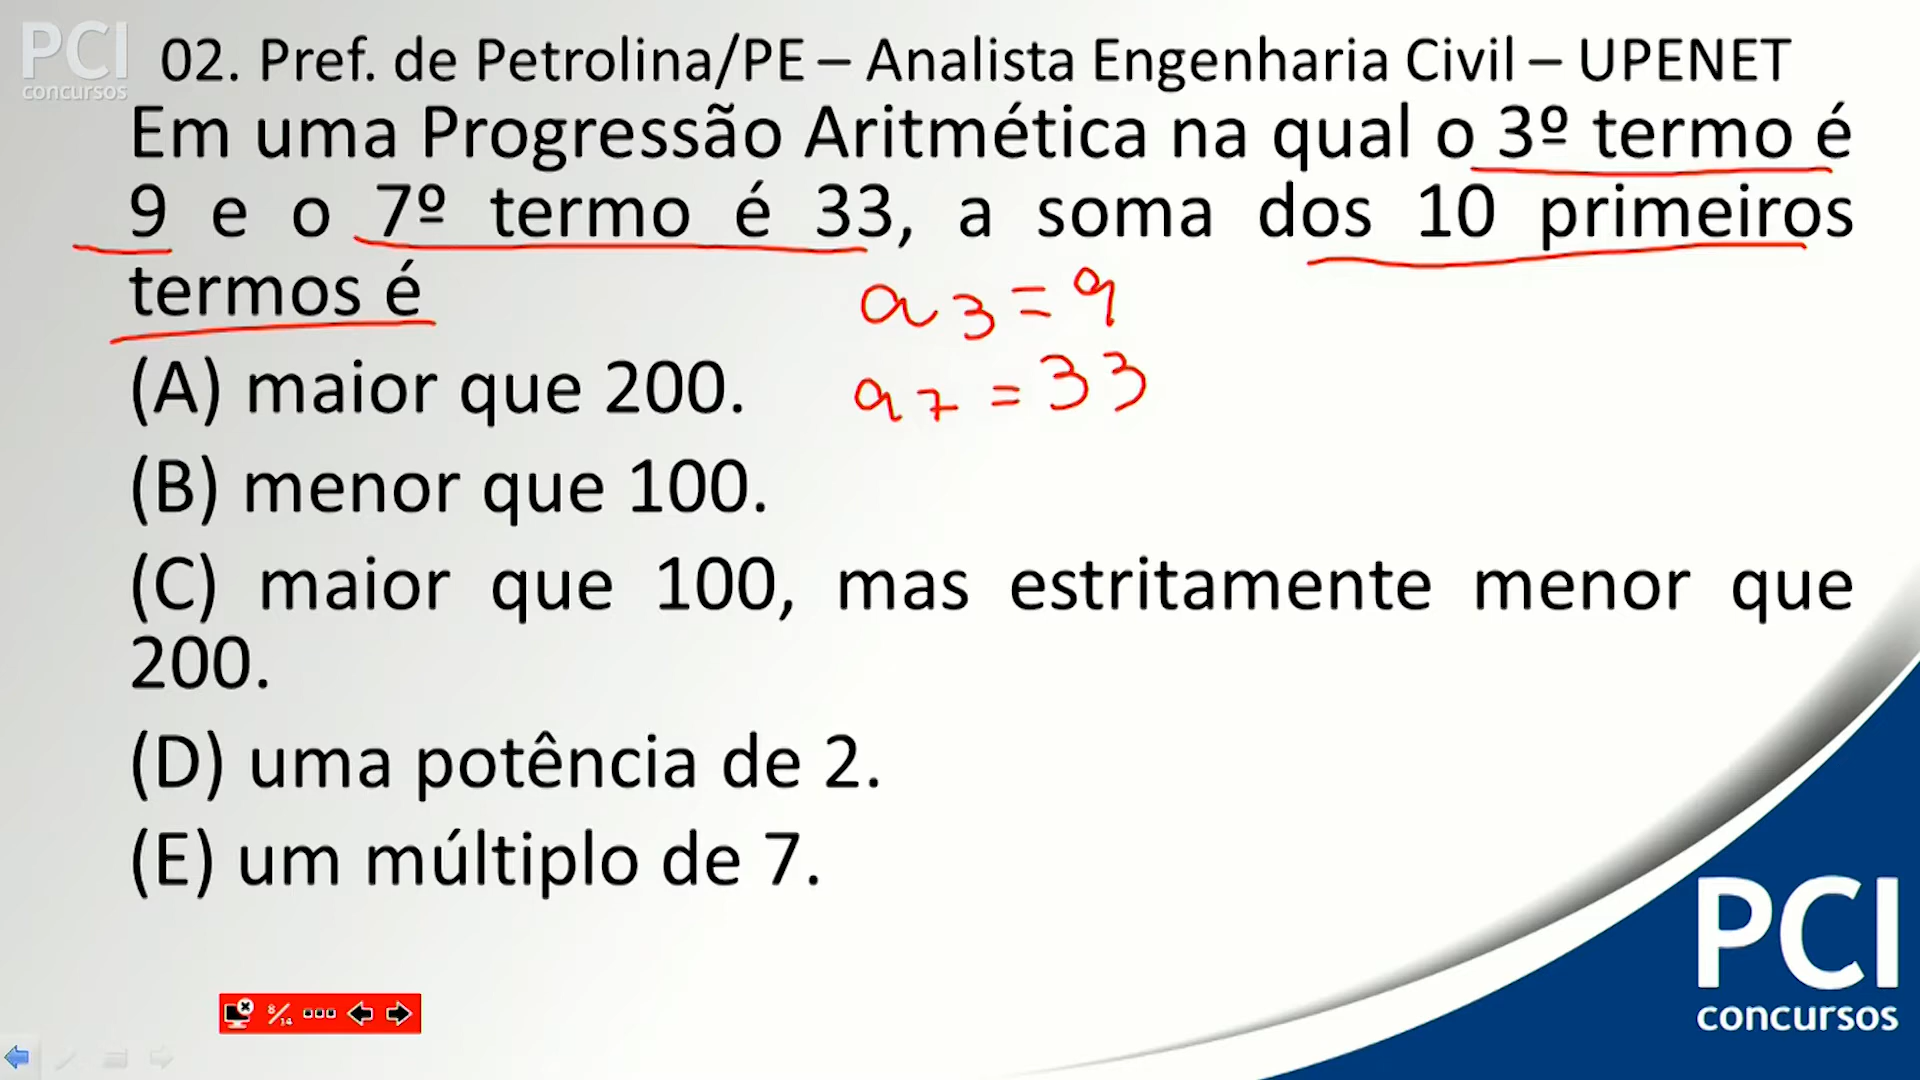 PCI
concursos
02. Pref. de Petrolina/PE – Analista Engenharia Civil – UPENET
Em uma Progressão Aritmética na qual o 3º termo é
9 e o 7º termo é 33, a soma dos 10 primeiros
termos é
a3 = 9
(A) maior que 200.
a7 = 33
(B) menor que 100.
(C) maior que 100, mas estritamente menor que
200.
(D) uma potência de 2.
(E) um múltiplo de 7.
PCI
concursos
8/14